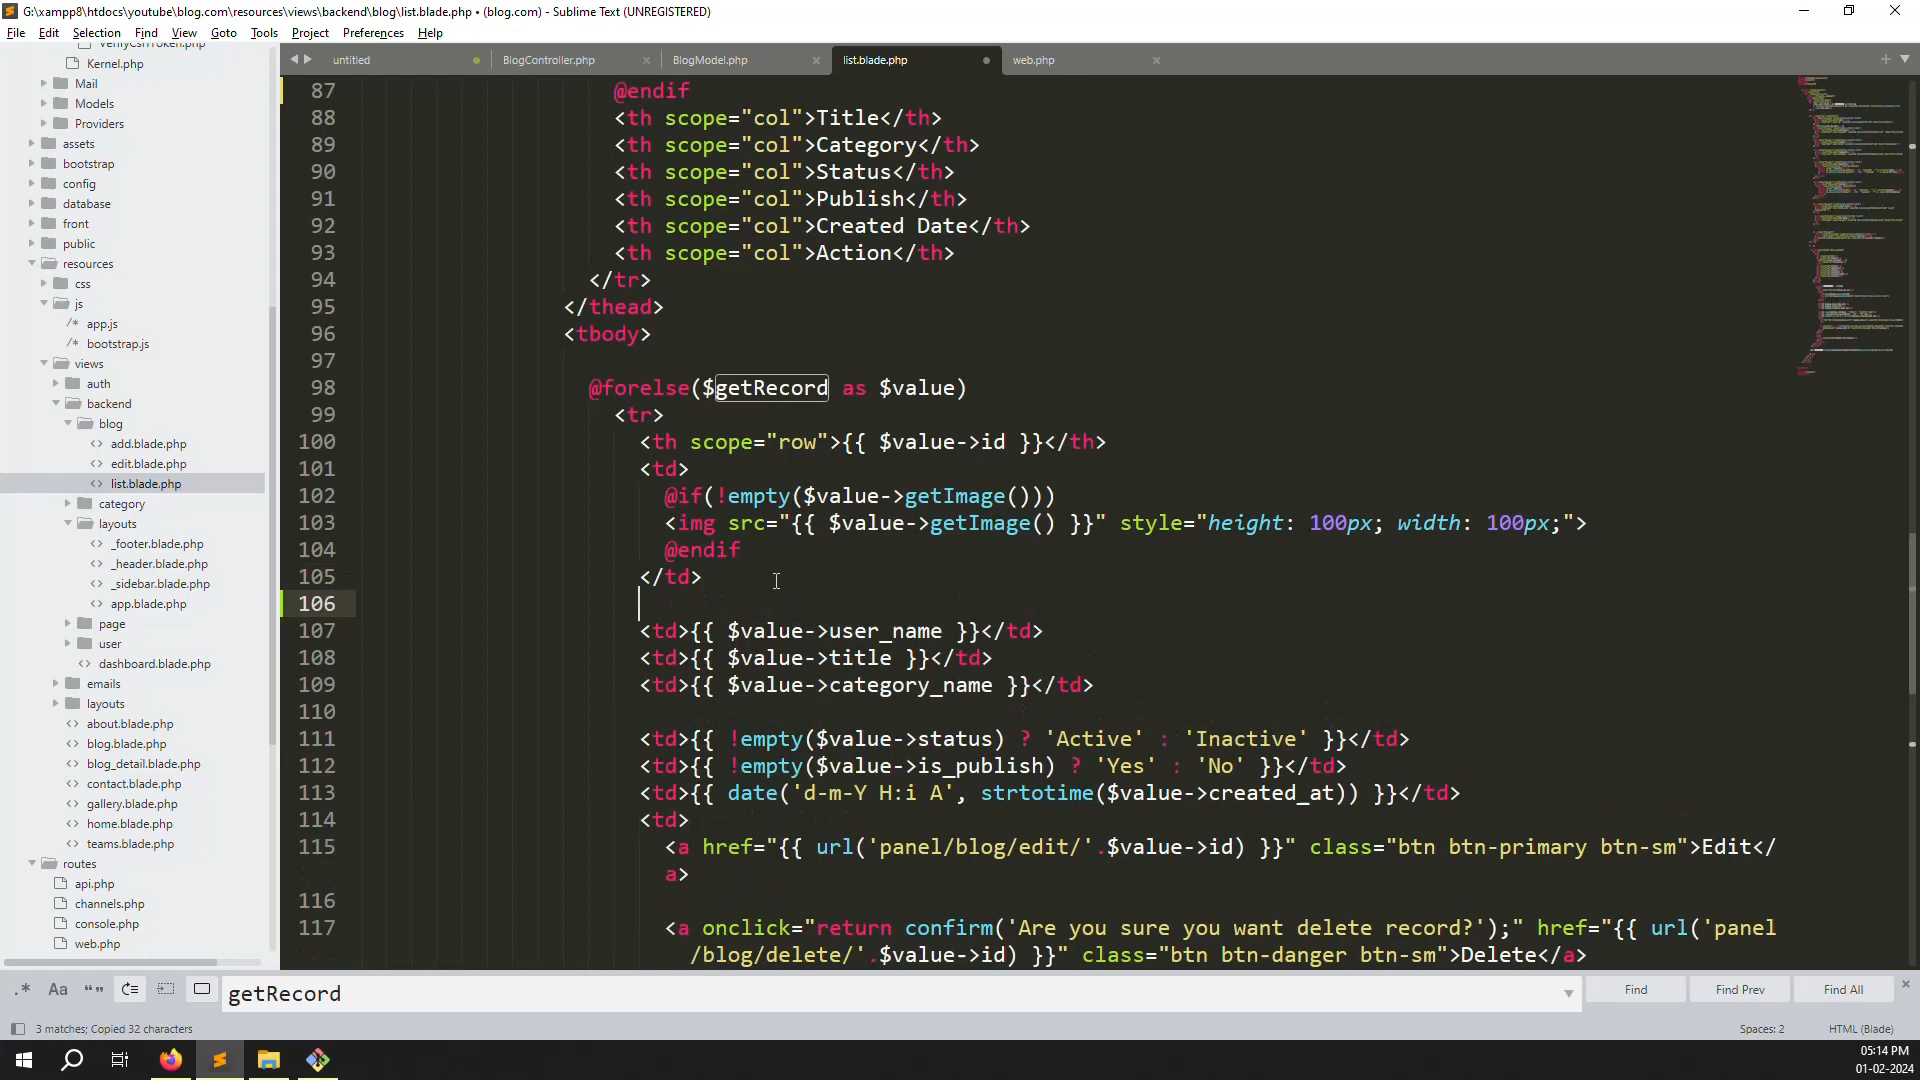 G:\xampp8\htdocs\youtube\blog.com\resources\views\backend\blog\list.blade.php • (blog.com) - Sublime Text (UNREGISTERED)
File Edit Selection Find View Goto Tools Project Preferences Help
VerifyCsrfToken.php
Kernel.php
Mail
Models
Providers
assets
bootstrap
config
database
front
public
resources
css
js
app.js
bootstrap.js
views
auth
backend
blog
add.blade.php
edit.blade.php
list.blade.php
category
layouts
_footer.blade.php
_header.blade.php
_sidebar.blade.php
app.blade.php
page
user
dashboard.blade.php
emails
layouts
about.blade.php
blog.blade.php
blog_detail.blade.php
contact.blade.php
gallery.blade.php
home.blade.php
teams.blade.php
routes
api.php
channels.php
console.php
web.php
untitled BlogController.php BlogModel.php list.blade.php web.php
87 @endif
88 <th scope="col">Title</th>
89 <th scope="col">Category</th>
90 <th scope="col">Status</th>
91 <th scope="col">Publish</th>
92 <th scope="col">Created Date</th>
93 <th scope="col">Action</th>
94 </tr>
95 </thead>
96 <tbody>
97
98 @forelse($getRecord as $value)
99 <tr>
100 <th scope="row">{{ $value->id }}</th>
101 <td>
102 @if(!empty($value->getImage()))
103 <img src="{{ $value->getImage() }}" style="height: 100px; width: 100px;">
104 @endif
105 </td>
106
107 <td>{{ $value->user_name }}</td>
108 <td>{{ $value->title }}</td>
109 <td>{{ $value->category_name }}</td>
110
111 <td>{{ !empty($value->status) ? 'Active' : 'Inactive' }}</td>
112 <td>{{ !empty($value->is_publish) ? 'Yes' : 'No' }}</td>
113 <td>{{ date('d-m-Y H:i A', strtotime($value->created_at)) }}</td>
114 <td>
115 <a href="{{ url('panel/blog/edit/'.$value->id) }}" class="btn btn-primary btn-sm">Edit</
a>
116
117 <a onclick="return confirm('Are you sure you want delete record?');" href="{{ url('panel
/blog/delete/'.$value->id) }}" class="btn btn-danger btn-sm">Delete</a>
.* Aa “” getRecord Find Find Prev Find All
3 matches; Copied 32 characters Spaces: 2 HTML (Blade)
05:14 PM
01-02-2024